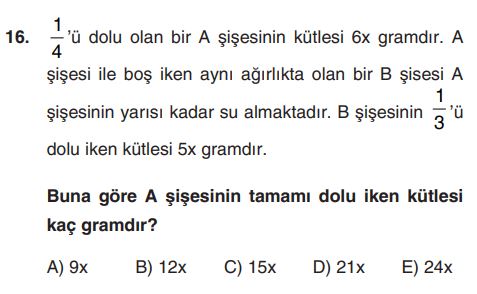 16. 1/4 'ü dolu olan bir A şişesinin kütlesi 6x gramdır. A
şişesi ile boş iken aynı ağırlıkta olan bir B şisesi A
şişesinin yarısı kadar su almaktadır. B şişesinin 1/3 'ü
dolu iken kütlesi 5x gramdır.
Buna göre A şişesinin tamamı dolu iken kütlesi
kaç gramdır?
A) 9x B) 12x C) 15x D) 21x E) 24x